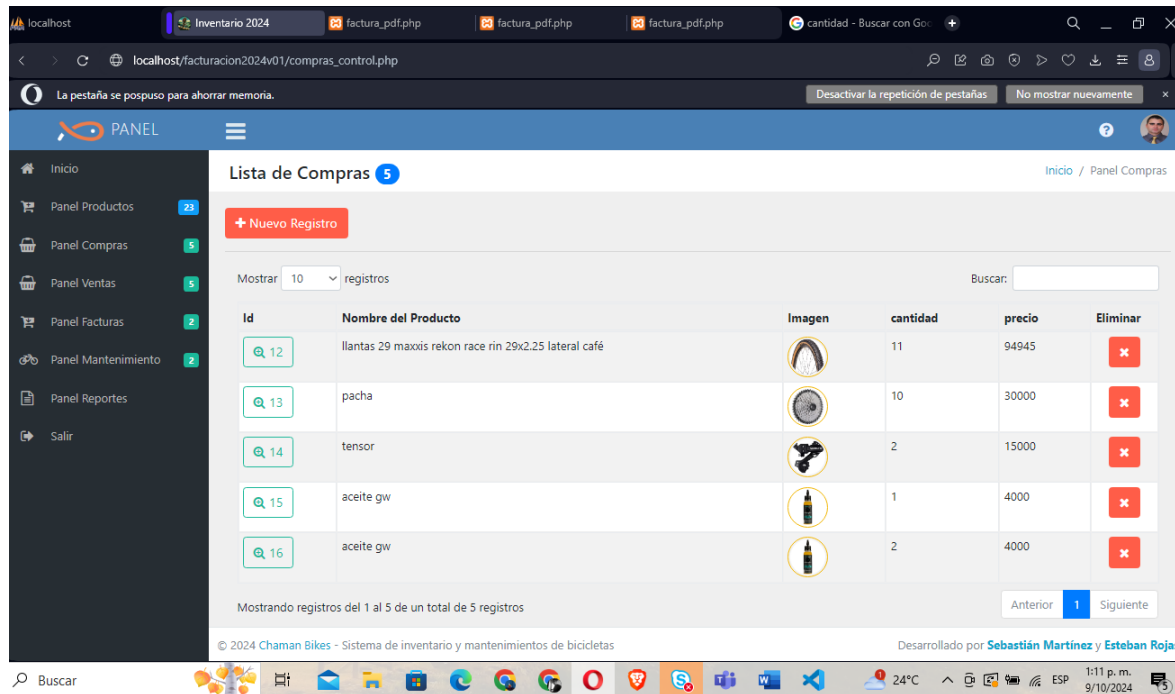 localhost
Inventario 2024
factura_pdf.php
factura_pdf.php
factura_pdf.php
cantidad - Buscar con Goo
localhost/facturacion2024v01/compras_control.php
La pestaña se pospuso para ahorrar memoria.
Desactivar la repetición de pestañas
No mostrar nuevamente
PANEL
Inicio
Panel Productos 23
Panel Compras 5
Panel Ventas 5
Panel Facturas 2
Panel Mantenimiento 2
Panel Reportes
Salir
Lista de Compras 5
Inicio / Panel Compras
+ Nuevo Registro
Mostrar 10 registros
Buscar:
Id Nombre del Producto Imagen cantidad precio Eliminar
12 llantas 29 maxxis rekon race rin 29x2.25 lateral café 11 94945
13 pacha 10 30000
14 tensor 2 15000
15 aceite gw 1 4000
16 aceite gw 2 4000
Mostrando registros del 1 al 5 de un total de 5 registros
Anterior 1 Siguiente
© 2024 Chaman Bikes - Sistema de inventario y mantenimientos de bicicletas
Desarrollado por Sebastián Martínez y Esteban Roja
Buscar
24°C
ESP
1:11 p. m.
9/10/2024